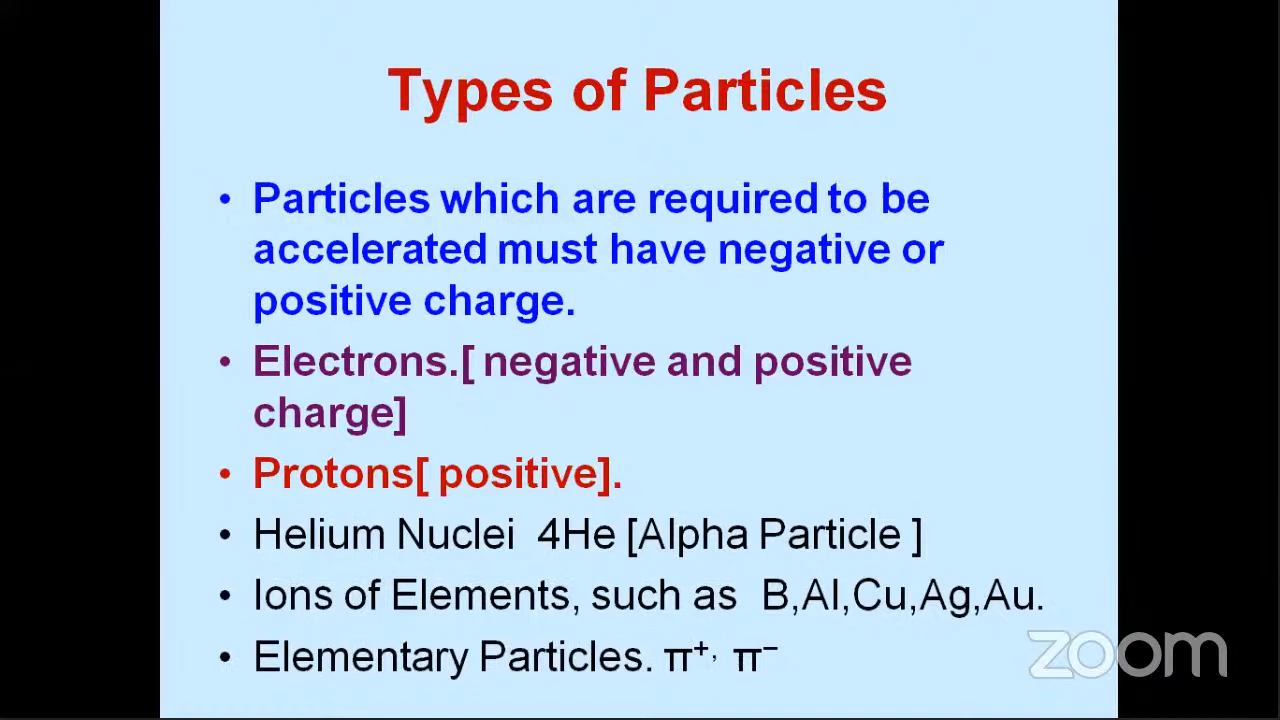 Types of Particles
• Particles which are required to be
accelerated must have negative or
positive charge.
• Electrons.[ negative and positive
charge]
• Protons[ positive].
• Helium Nuclei  4He [Alpha Particle ]
• Ions of Elements, such as  B,Al,Cu,Ag,Au.
• Elementary Particles. π⁺, π⁻
zoom